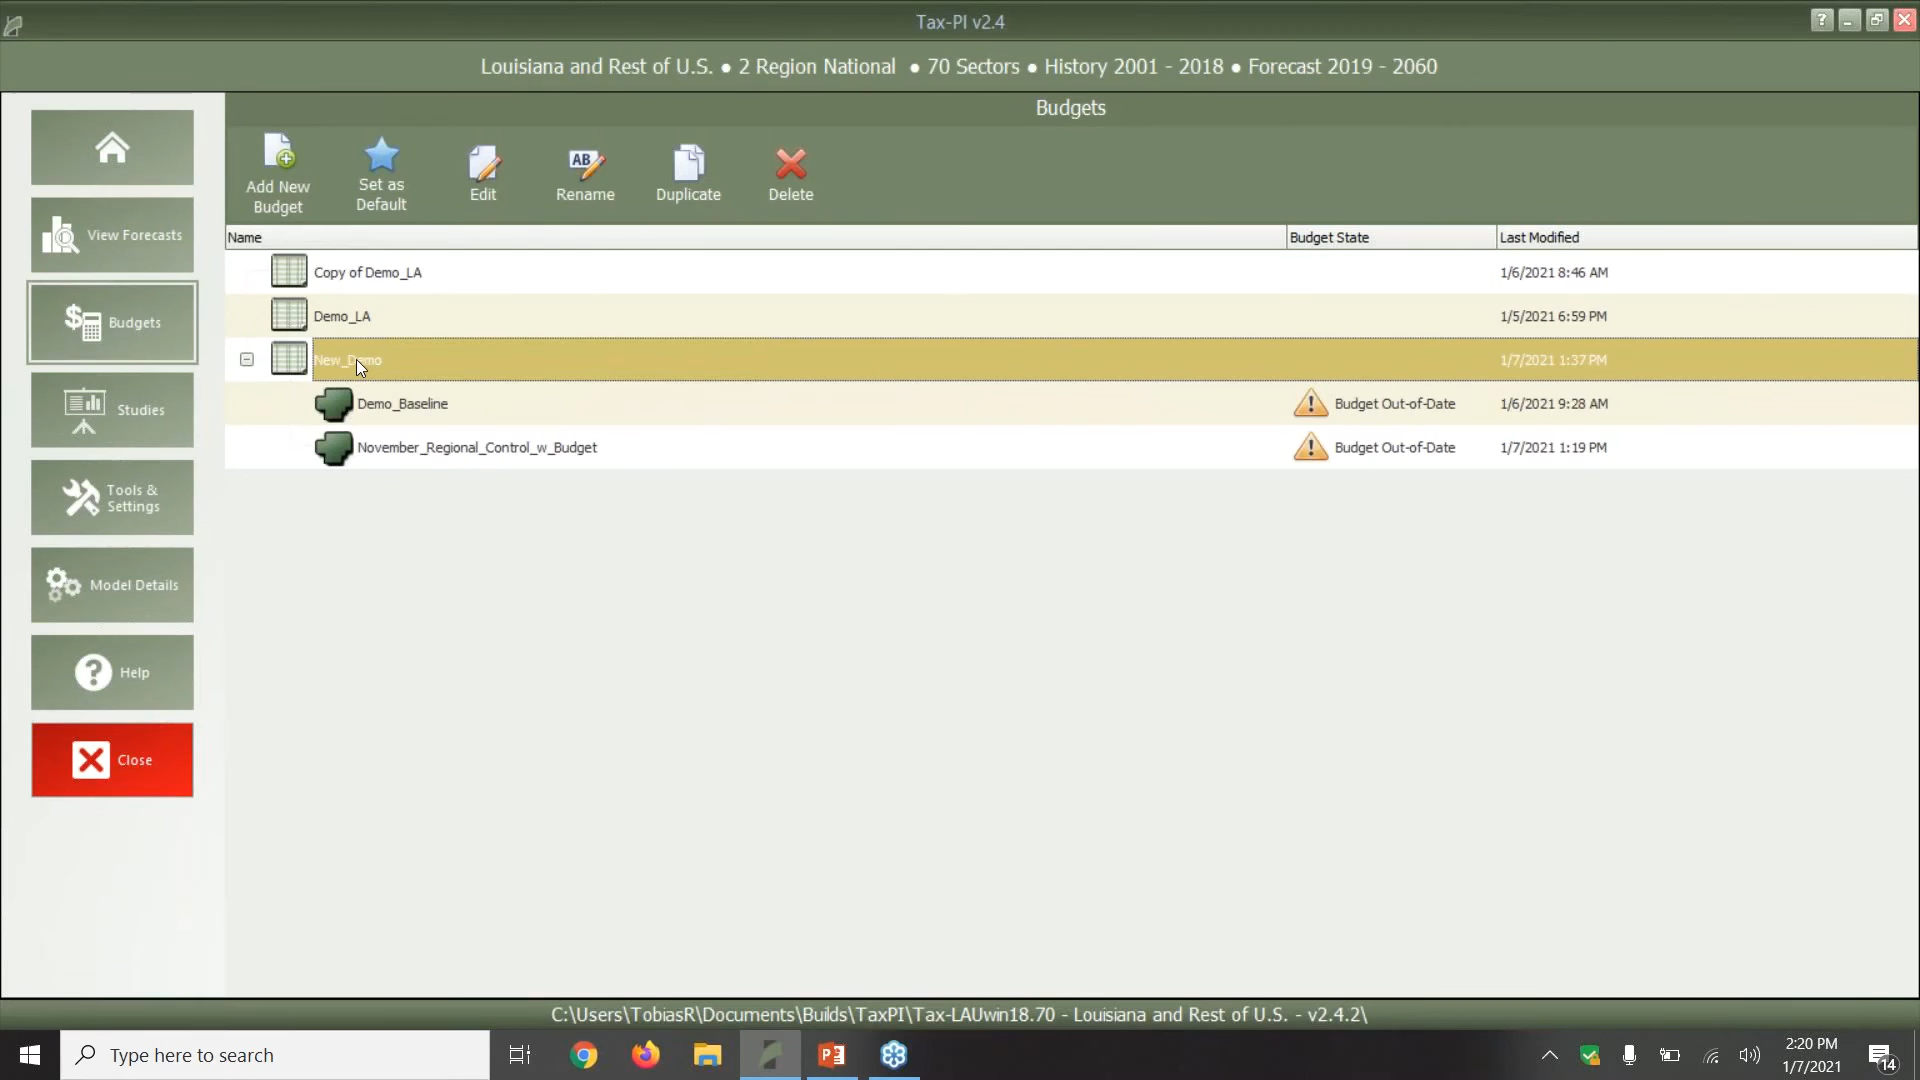 Tax-PI v2.4
Louisiana and Rest of U.S. ● 2 Region National ● 70 Sectors ● History 2001 - 2018 ● Forecast 2019 - 2060
Budgets
Add New Budget
Set as Default
Edit
AB
Rename
Duplicate
Delete
View Forecasts
Budgets
Studies
Tools & Settings
Model Details
Help
Close
Name Budget State Last Modified
Copy of Demo_LA 1/6/2021 8:46 AM
Demo_LA 1/5/2021 6:59 PM
New_Demo 1/7/2021 1:37 PM
Demo_Baseline Budget Out-of-Date 1/6/2021 9:28 AM
November_Regional_Control_w_Budget Budget Out-of-Date 1/7/2021 1:19 PM
C:\Users\TobiasR\Documents\Builds\TaxPI\Tax-LAUwin18.70 - Louisiana and Rest of U.S. - v2.4.2\
Type here to search
2:20 PM
1/7/2021
14